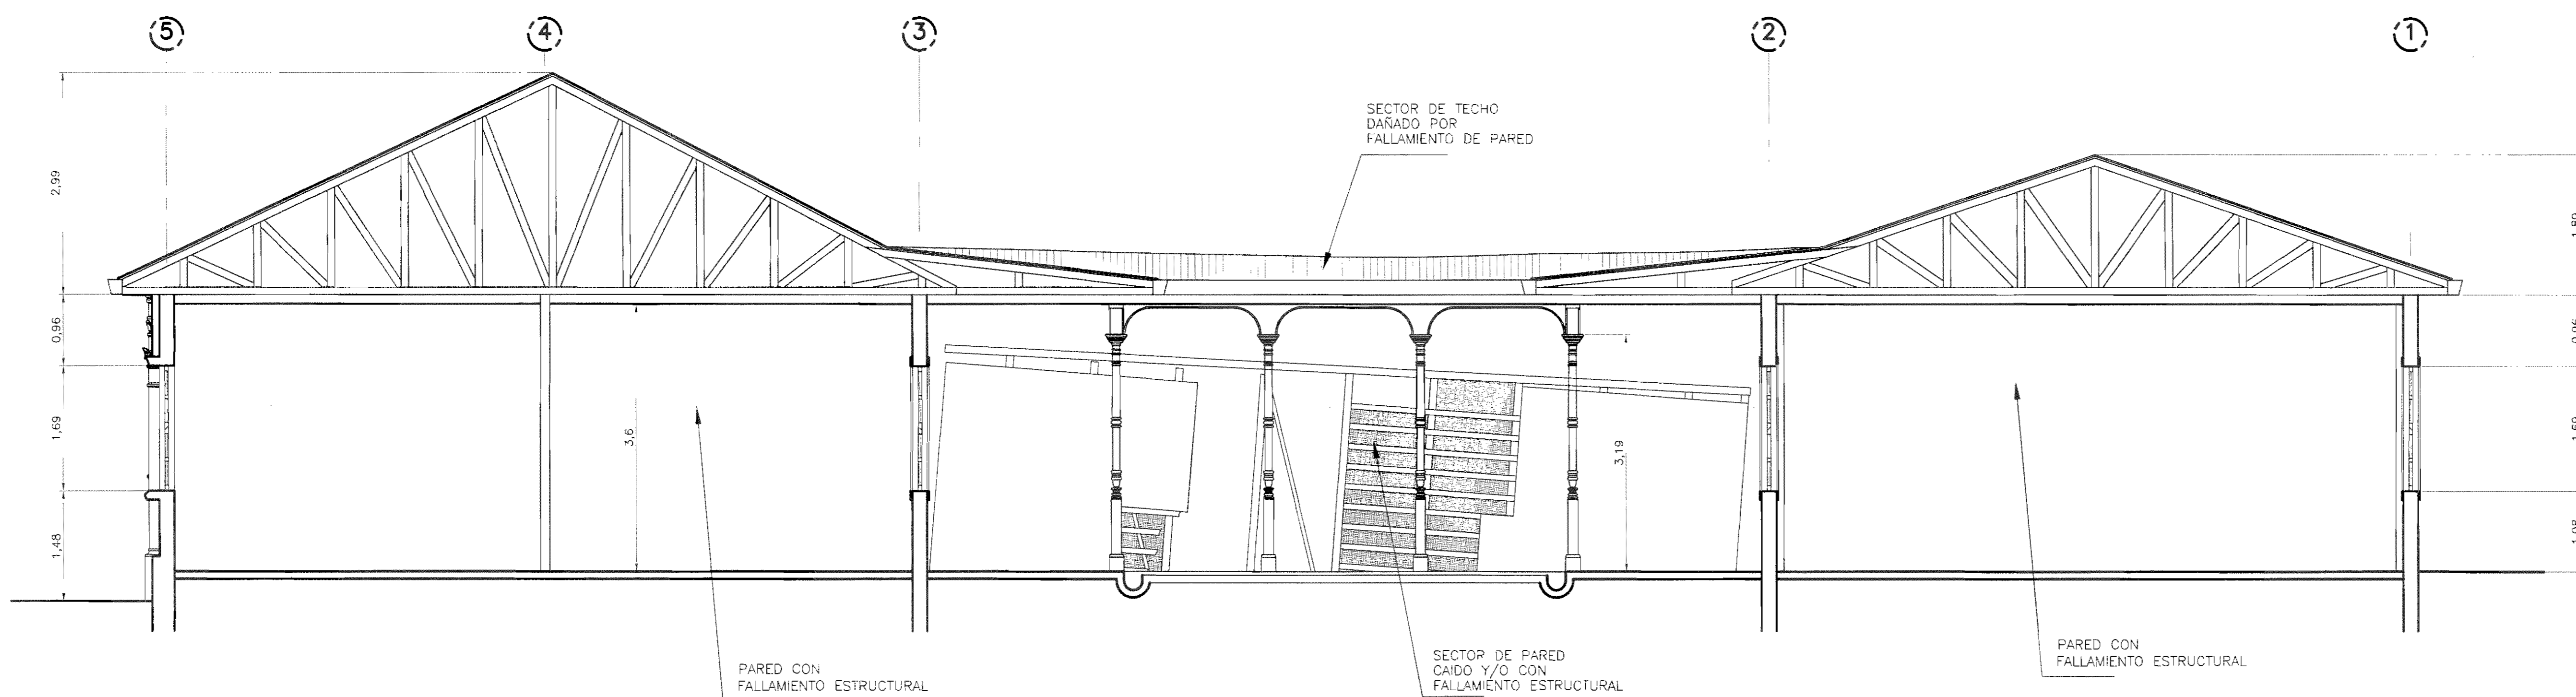 5
4
3
2
1
SECTOR DE TECHO
DAÑADO POR
FALLAMIENTO DE PARED
2,99
0,96
1,69
1,48
3,6
3,19
PARED CON
FALLAMIENTO ESTRUCTURAL
SECTOR DE PARED
CAIDO Y/O CON
FALLAMIENTO ESTRUCTURAL
PARED CON
FALLAMIENTO ESTRUCTURAL